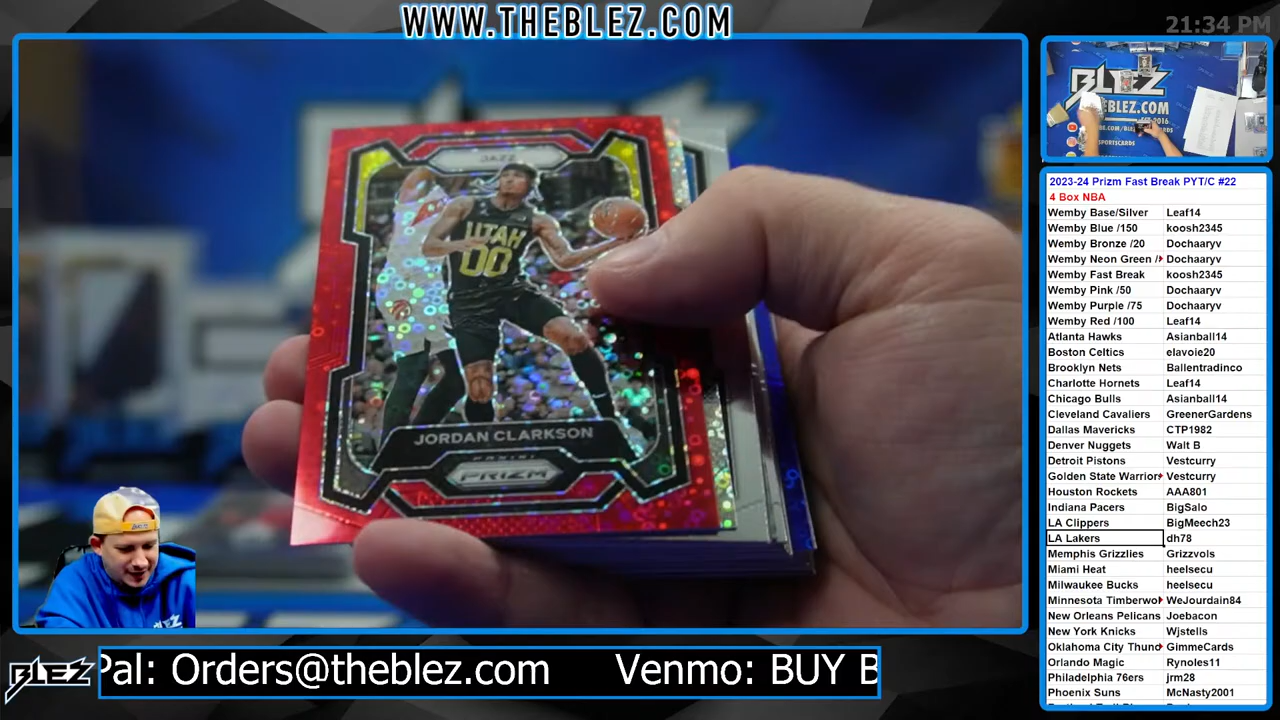 WWW.THEBLEZ.COM
21:34 PM
JAZZ
UTAH
00
JORDAN CLARKSON
PANINI
PRIZM
BLEZ
2023-24 Prizm Fast Break PYT/C #22
4 Box NBA
Wemby Base/Silver Leaf14
Wemby Blue /150 koosh2345
Wemby Bronze /20 Dochaaryv
Wemby Neon Green / Dochaaryv
Wemby Fast Break koosh2345
Wemby Pink /50 Dochaaryv
Wemby Purple /75 Dochaaryv
Wemby Red /100 Leaf14
Atlanta Hawks Asianball14
Boston Celtics elavoie20
Brooklyn Nets Ballentradinco
Charlotte Hornets Leaf14
Chicago Bulls Asianball14
Cleveland Cavaliers GreenerGardens
Dallas Mavericks CTP1982
Denver Nuggets Walt B
Detroit Pistons Vestcurry
Golden State Warrior Vestcurry
Houston Rockets AAA801
Indiana Pacers BigSalo
LA Clippers BigMeech23
LA Lakers dh78
Memphis Grizzlies Grizzvols
Miami Heat heelsecu
Milwaukee Bucks heelsecu
Minnesota Timberwo WeJourdain84
New Orleans Pelicans Joebacon
New York Knicks Wjstells
Oklahoma City Thund GimmeCards
Orlando Magic Rynoles11
Philadelphia 76ers jrm28
Phoenix Suns McNasty2001
BLEZ
Pal: Orders@theblez.com Venmo: BUY B